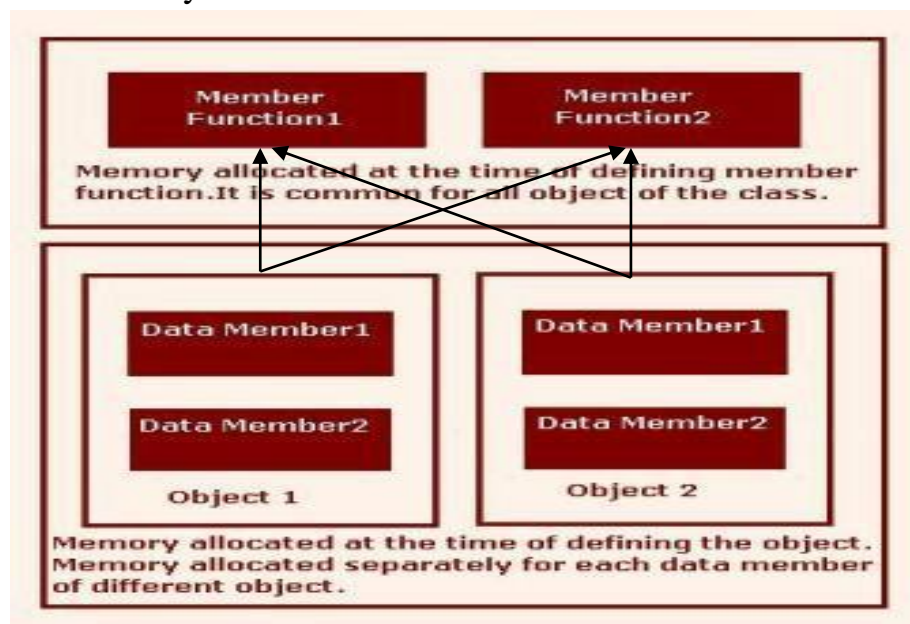 Member
Function1
Member
Function2
Memory allocated at the time of defining member
function.It is common for all object of the class.
Data Member1
Data Member2
Object 1
Data Member1
Data Member2
Object 2
Memory allocated at the time of defining the object.
Memory allocated separately for each data member
of different object.